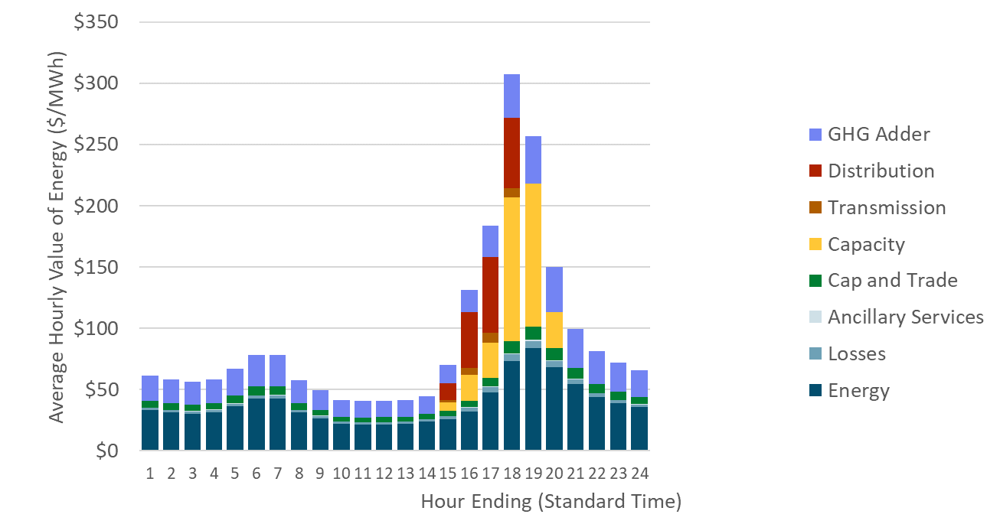 $350
$300
$250
$200
$150
$100
$50
$0
Average Hourly Value of Energy ($/MWh)
1 2 3 4 5 6 7 8 9 10 11 12 13 14 15 16 17 18 19 20 21 22 23 24
Hour Ending (Standard Time)
GHG Adder
Distribution
Transmission
Capacity
Cap and Trade
Ancillary Services
Losses
Energy